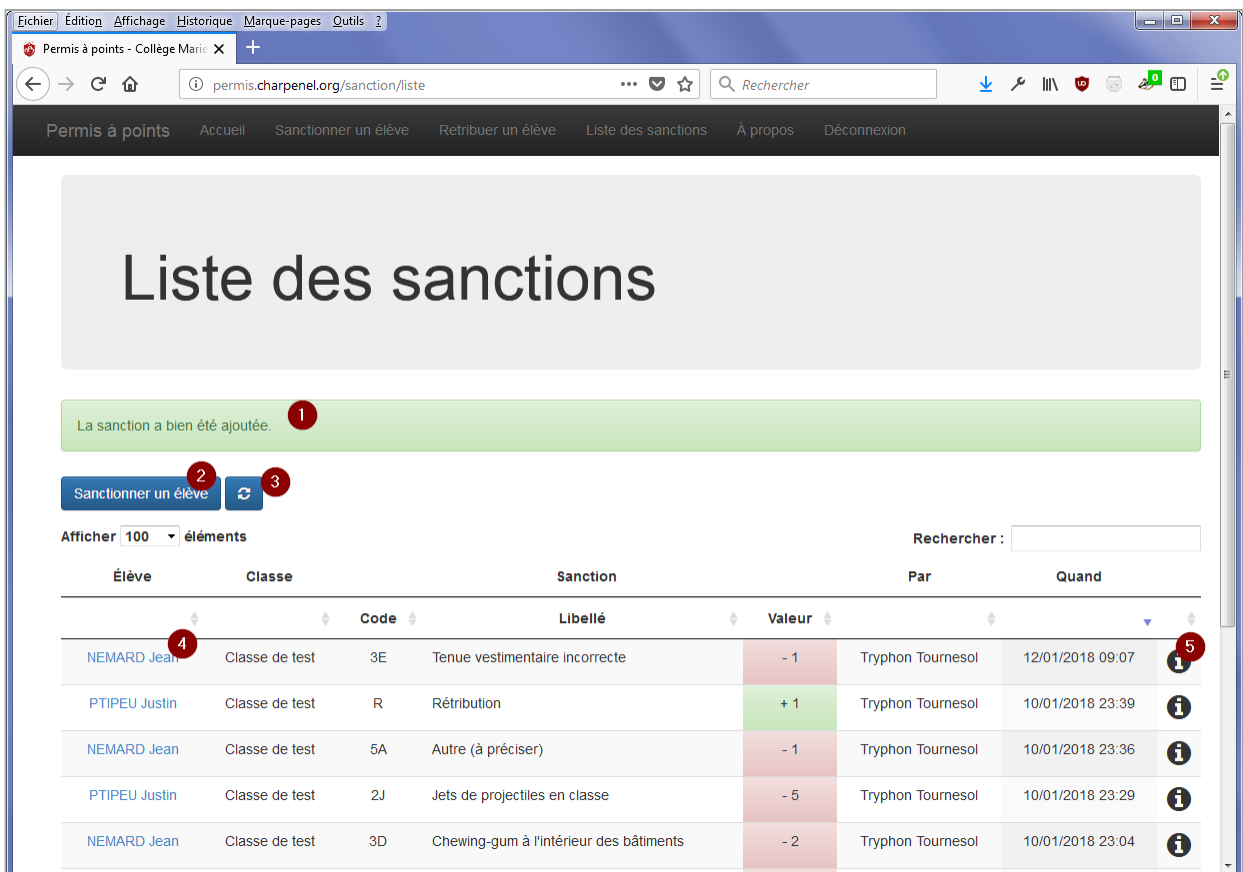 Fichier Édition Affichage Historique Marque-pages Outils ?
Permis à points - Collège Marie
permis.charpenel.org/sanction/liste
Rechercher
0
Permis à points Accueil Sanctionner un élève Retribuer un élève Liste des sanctions À propos Déconnexion
Liste des sanctions
La sanction a bien été ajoutée. 1
Sanctionner un élève 2 3
Afficher 100 éléments Rechercher :
Élève Classe Sanction Par Quand
Code Libellé Valeur
4 5
NEMARD Jean Classe de test 3E Tenue vestimentaire incorrecte - 1 Tryphon Tournesol 12/01/2018 09:07
PTIPEU Justin Classe de test R Rétribution + 1 Tryphon Tournesol 10/01/2018 23:39
NEMARD Jean Classe de test 5A Autre (à préciser) - 1 Tryphon Tournesol 10/01/2018 23:36
PTIPEU Justin Classe de test 2J Jets de projectiles en classe - 5 Tryphon Tournesol 10/01/2018 23:29
NEMARD Jean Classe de test 3D Chewing-gum à l'intérieur des bâtiments - 2 Tryphon Tournesol 10/01/2018 23:04